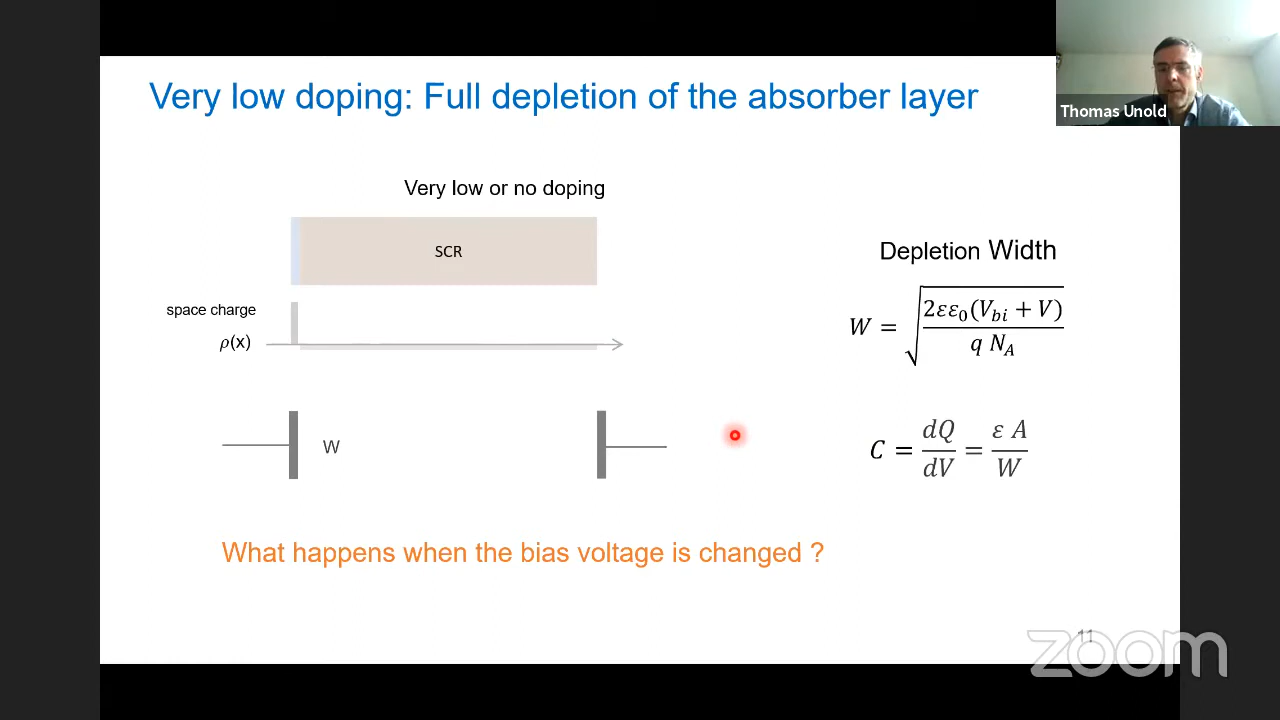 Very low doping: Full depletion of the absorber layer
Thomas Unold
Very low or no doping
SCR
space charge
ρ(x)
W
Depletion Width
W = √(2εε₀(V_bi + V) / (q N_A))
C = dQ/dV = ε A/W
What happens when the bias voltage is changed ?
11
zoom